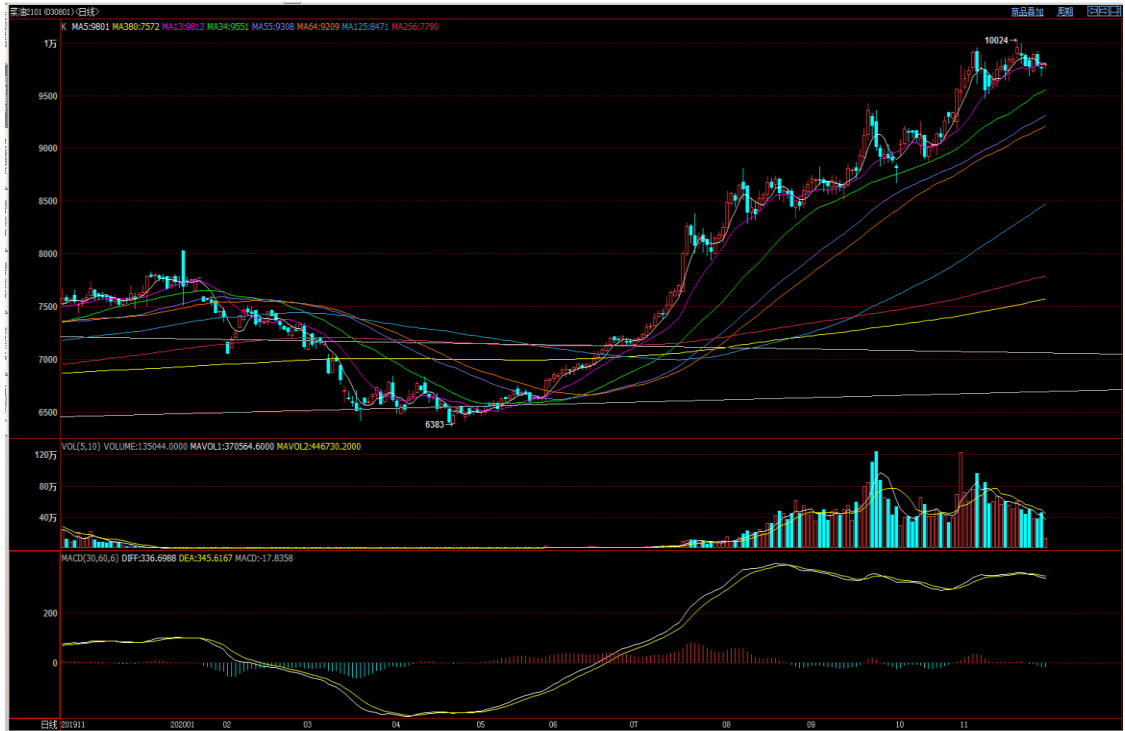 菜油2101 (030801)<日线>
商品叠加 周期
K MA5:9801 MA380:7572 MA13:9812 MA34:9551 MA55:9308 MA64:9209 MA125:8471 MA256:7790
10024→
1万
9500
9000
8500
8000
7500
7000
6500
6383→
VOL(5,10) VOLUME:135044.0000 MAVOL1:370564.6000 MAVOL2:446730.2000
120万
80万
40万
MACD(30,60,6) DIFF:336.6988 DEA:345.6167 MACD:-17.8358
200
0
日线 201911 202001 02 03 04 05 06 07 08 09 10 11